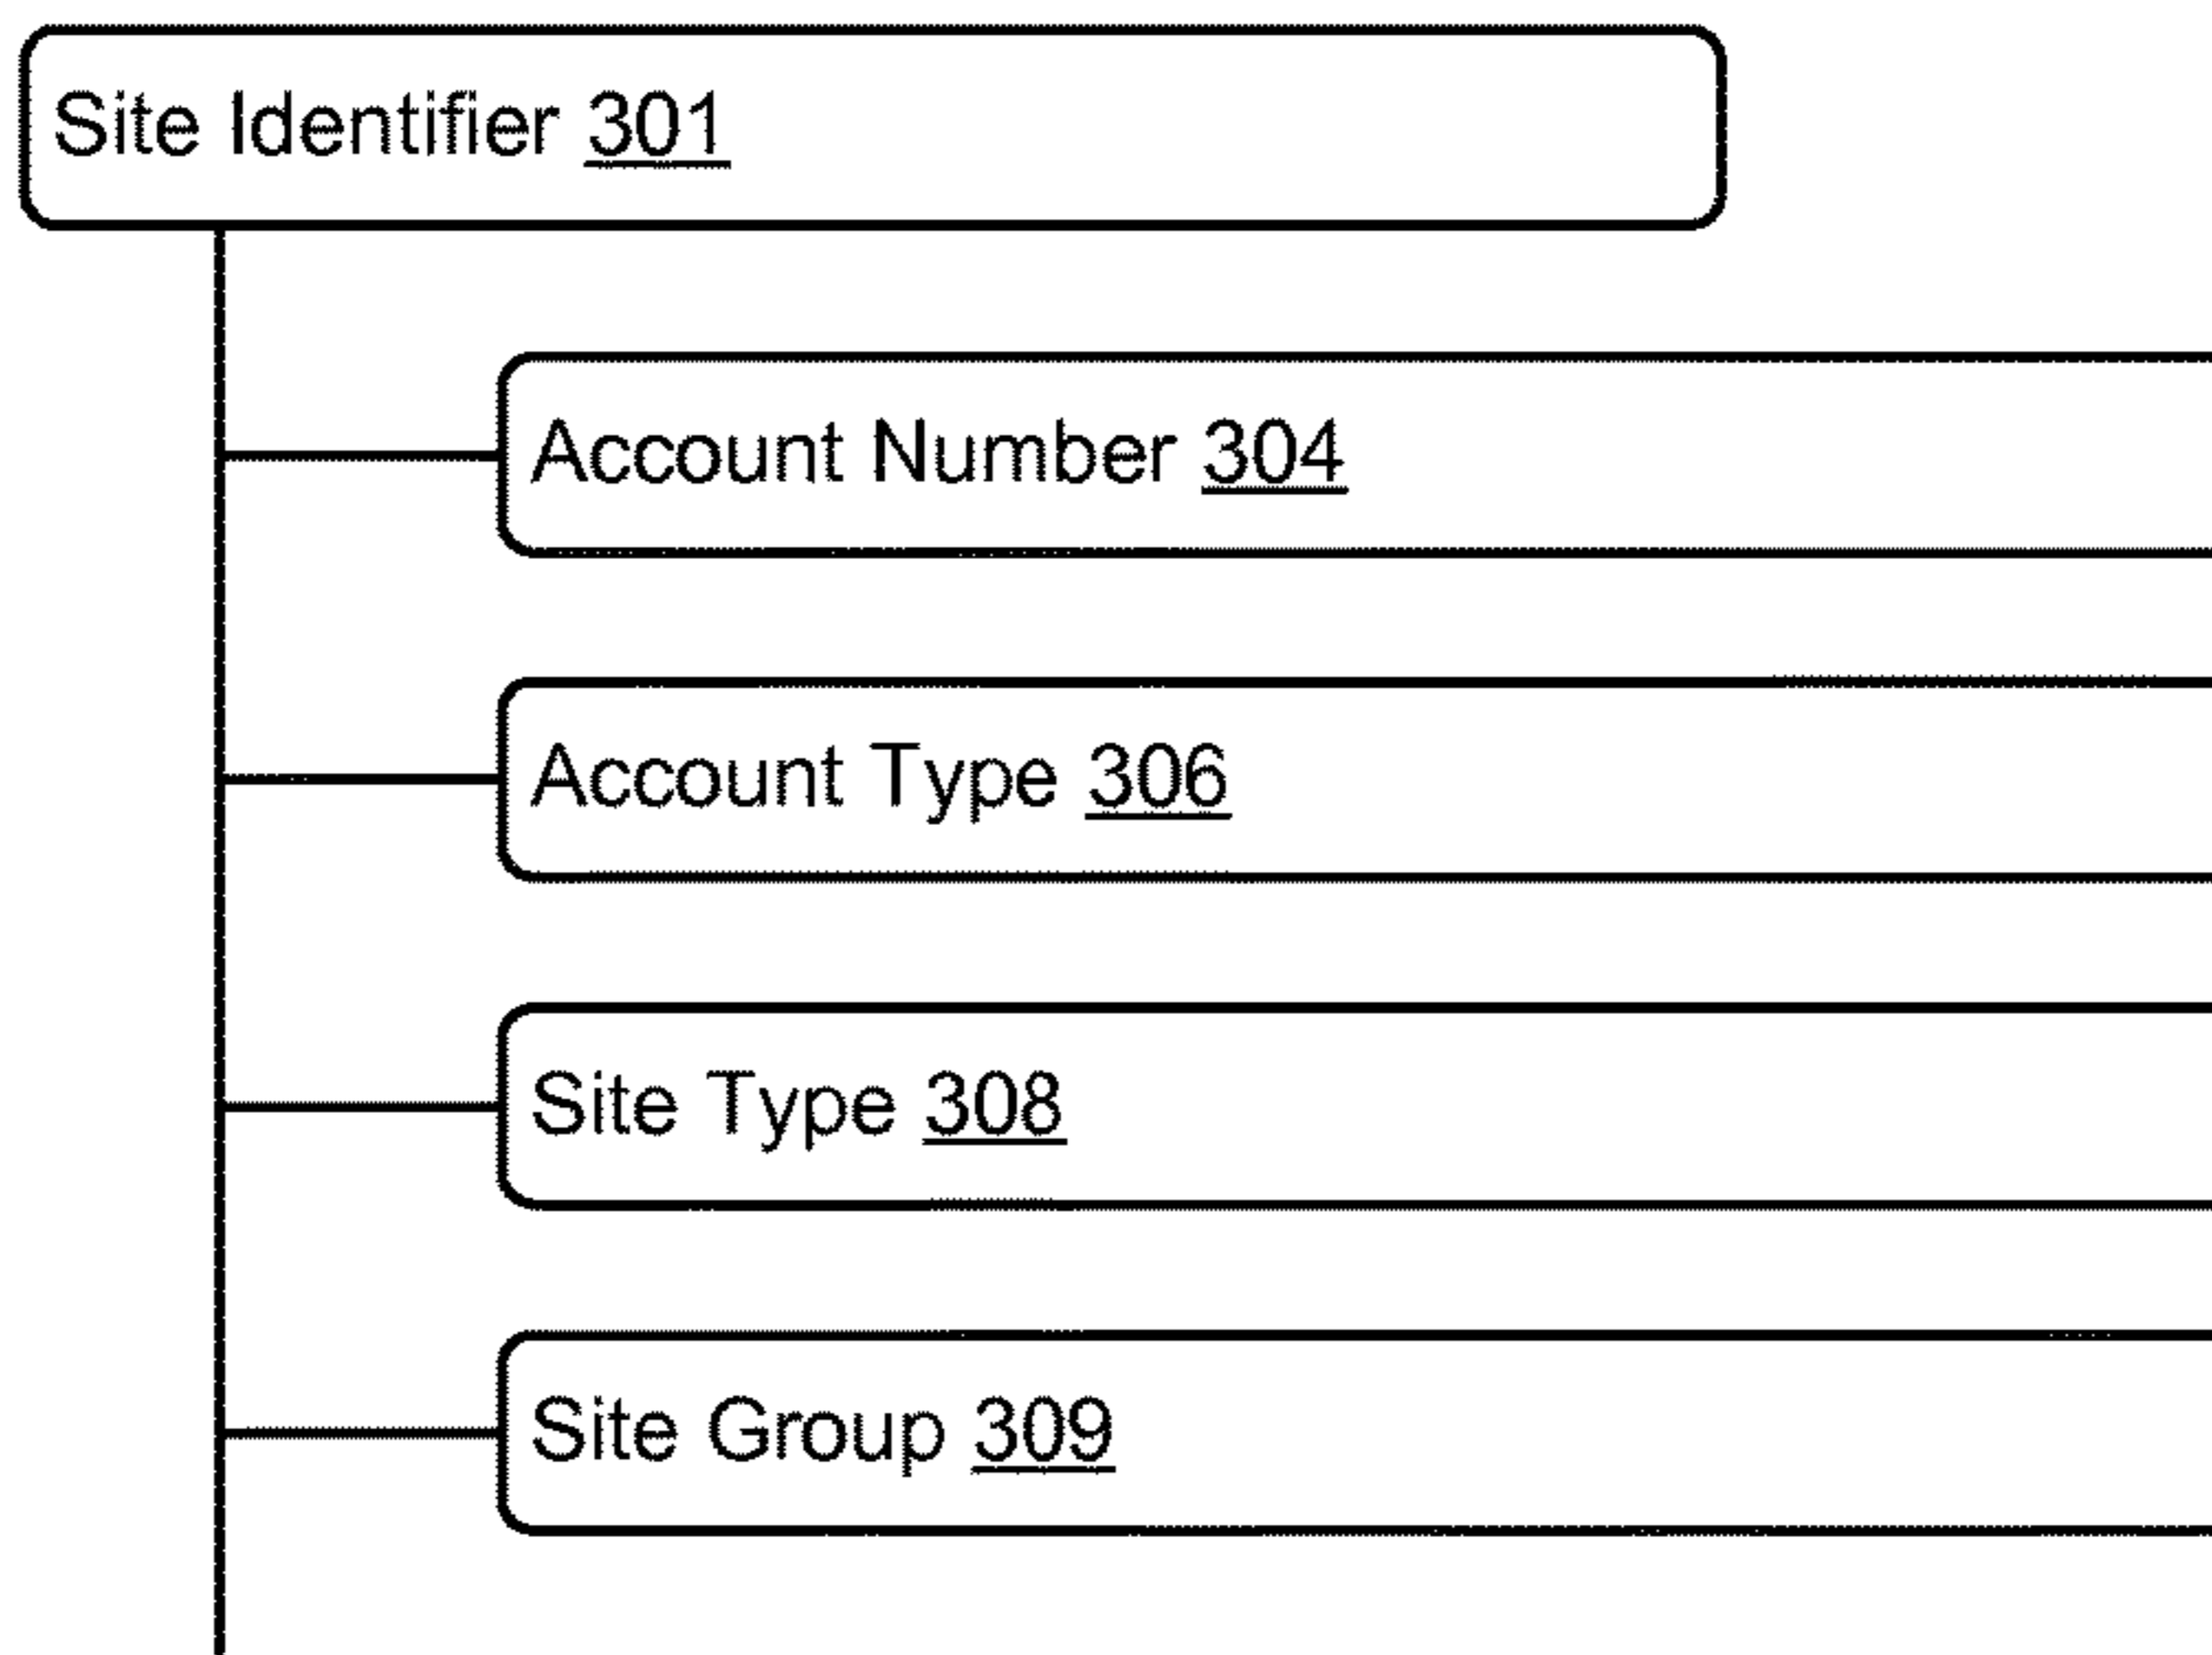 Site Identifier 301
Account Number 304
Account Type 306
Site Type 308
Site Group 309